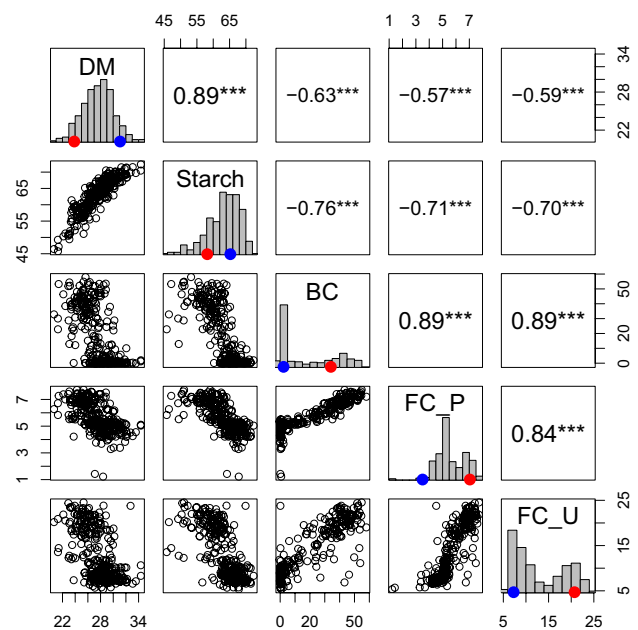 45 55 65
1 3 5 7
DM
0.89***
−0.63***
−0.57***
−0.59***
22 28 34
45 55 65
Starch
−0.76***
−0.71***
−0.70***
BC
0.89***
0.89***
0 20 50
1 3 5 7
FC_P
0.84***
FC_U
5 15 25
22 28 34
0 20 50
5 15 25